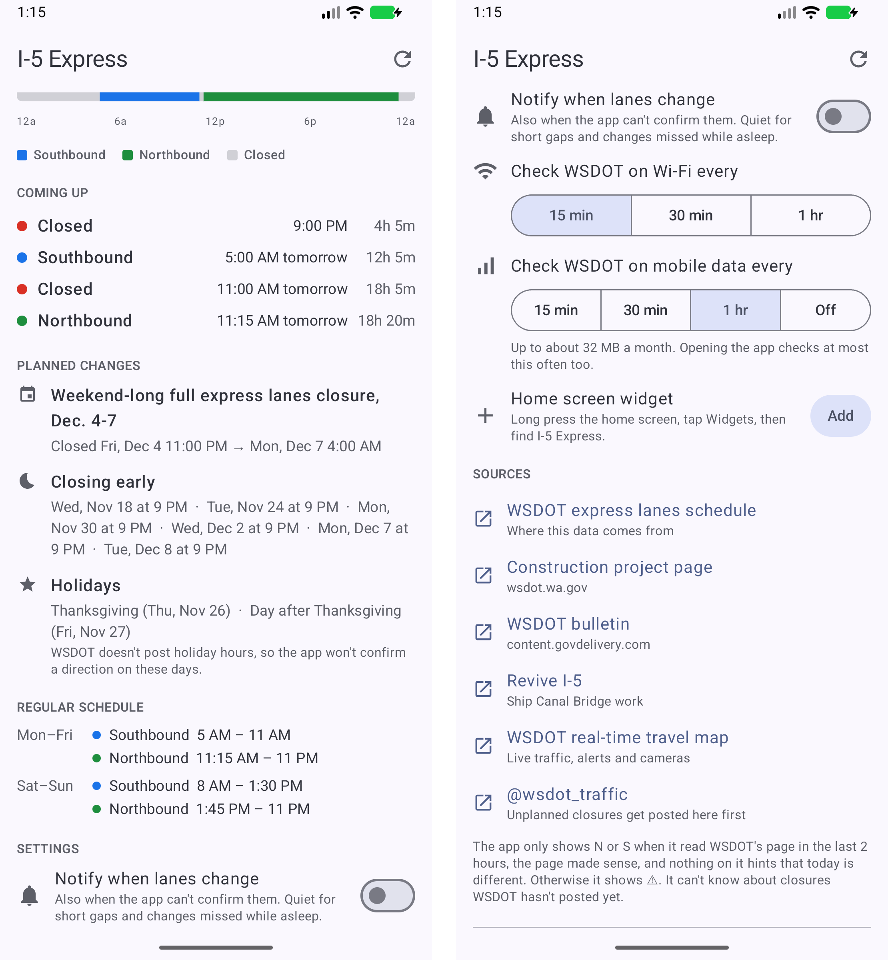 1:15
I-5 Express
12a 6a 12p 6p 12a
Southbound Northbound Closed
COMING UP
Closed 9:00 PM 4h 5m
Southbound 5:00 AM tomorrow 12h 5m
Closed 11:00 AM tomorrow 18h 5m
Northbound 11:15 AM tomorrow 18h 20m
PLANNED CHANGES
Weekend-long full express lanes closure,
Dec. 4-7
Closed Fri, Dec 4 11:00 PM → Mon, Dec 7 4:00 AM
Closing early
Wed, Nov 18 at 9 PM · Tue, Nov 24 at 9 PM · Mon,
Nov 30 at 9 PM · Wed, Dec 2 at 9 PM · Mon, Dec 7 at
9 PM · Tue, Dec 8 at 9 PM
Holidays
Thanksgiving (Thu, Nov 26) · Day after Thanksgiving
(Fri, Nov 27)
WSDOT doesn't post holiday hours, so the app won't confirm
a direction on these days.
REGULAR SCHEDULE
Mon–Fri Southbound 5 AM – 11 AM
Northbound 11:15 AM – 11 PM
Sat–Sun Southbound 8 AM – 1:30 PM
Northbound 1:45 PM – 11 PM
SETTINGS
Notify when lanes change
Also when the app can't confirm them. Quiet for
short gaps and changes missed while asleep.
1:15
I-5 Express
Notify when lanes change
Also when the app can't confirm them. Quiet for
short gaps and changes missed while asleep.
Check WSDOT on Wi-Fi every
15 min 30 min 1 hr
Check WSDOT on mobile data every
15 min 30 min 1 hr Off
Up to about 32 MB a month. Opening the app checks at most
this often too.
Home screen widget
Long press the home screen, tap Widgets, then
find I-5 Express.
Add
SOURCES
WSDOT express lanes schedule
Where this data comes from
Construction project page
wsdot.wa.gov
WSDOT bulletin
content.govdelivery.com
Revive I-5
Ship Canal Bridge work
WSDOT real-time travel map
Live traffic, alerts and cameras
@wsdot_traffic
Unplanned closures get posted here first
The app only shows N or S when it read WSDOT's page in the last 2
hours, the page made sense, and nothing on it hints that today is
different. Otherwise it shows ⚠. It can't know about closures
WSDOT hasn't posted yet.